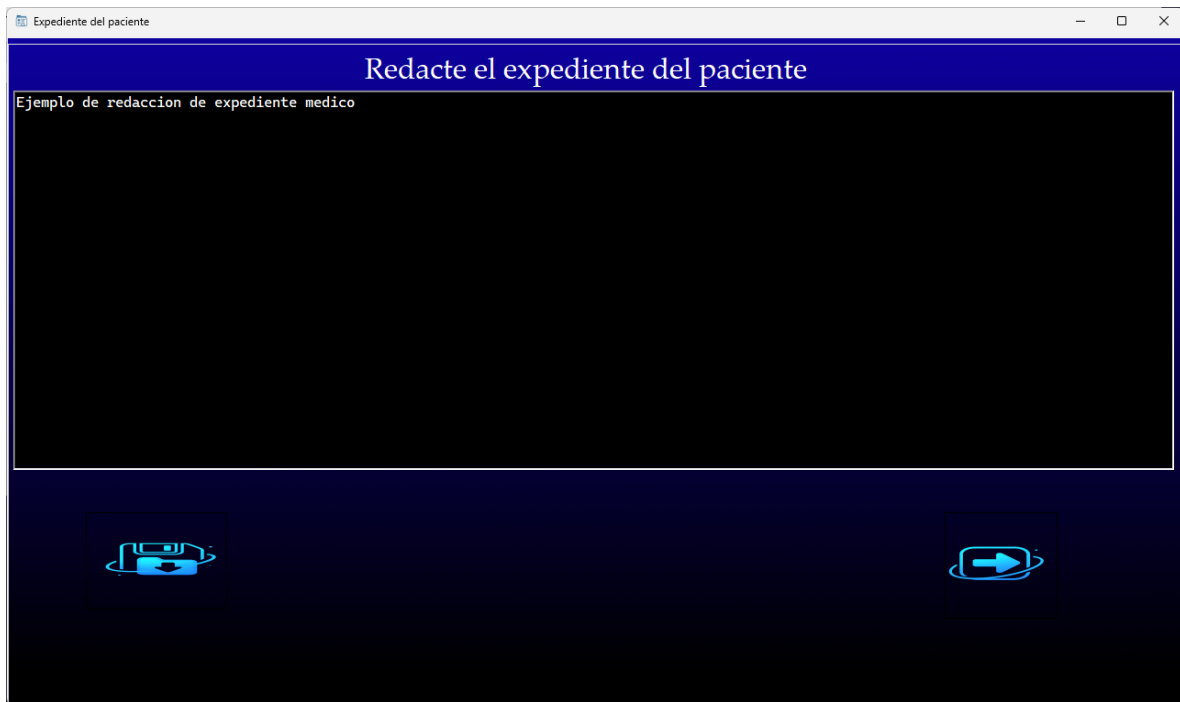 Expediente del paciente
Redacte el expediente del paciente
Ejemplo de redaccion de expediente medico